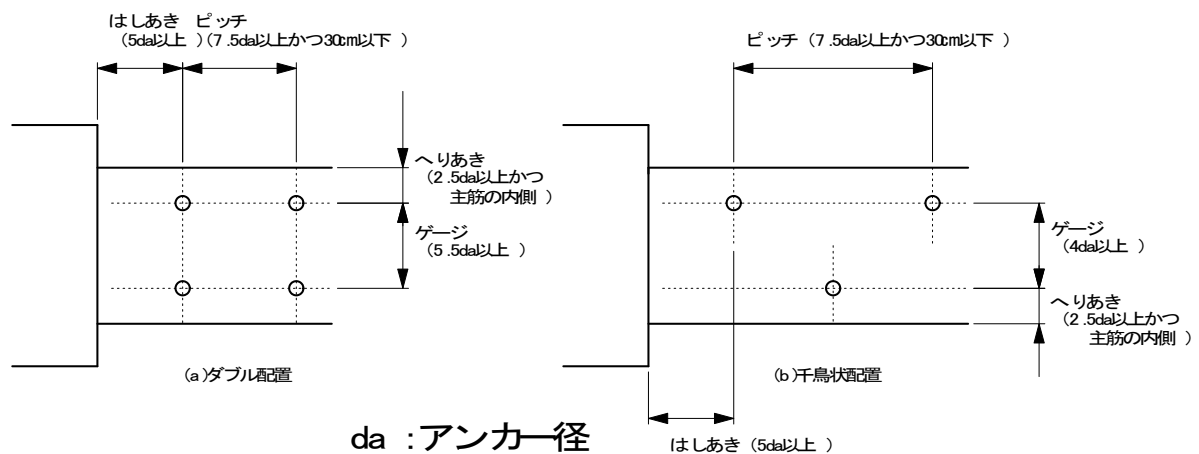 はしあき ピッチ
(5da以上 )(7 .5da以上かつ30cm以下 )
ピッチ (7 .5da以上かつ30cm以下 )
へりあき
(2 .5da以上かつ
主筋の内側 )
ゲージ
(5 .5da以上 )
ゲージ
(4da以上 )
へりあき
(2 .5da以上かつ
主筋の内側 )
(a )ダブル配置
(b )千鳥状配置
da :アンカー径
はしあき (5da以上 )